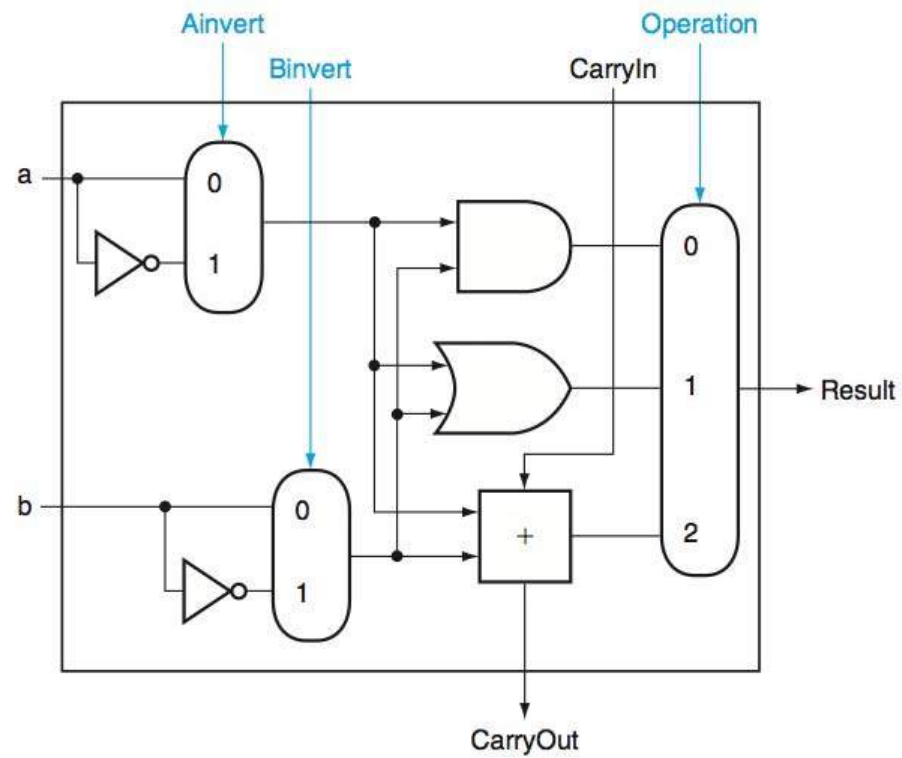 Ainvert
Operation
Binvert
CarryIn
a
0
0
1
1
Result
b
0
2
+
1
CarryOut